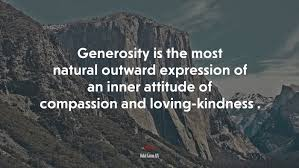 Generosity is the most
natural outward expression of
an inner attitude of
compassion and loving-kindness .